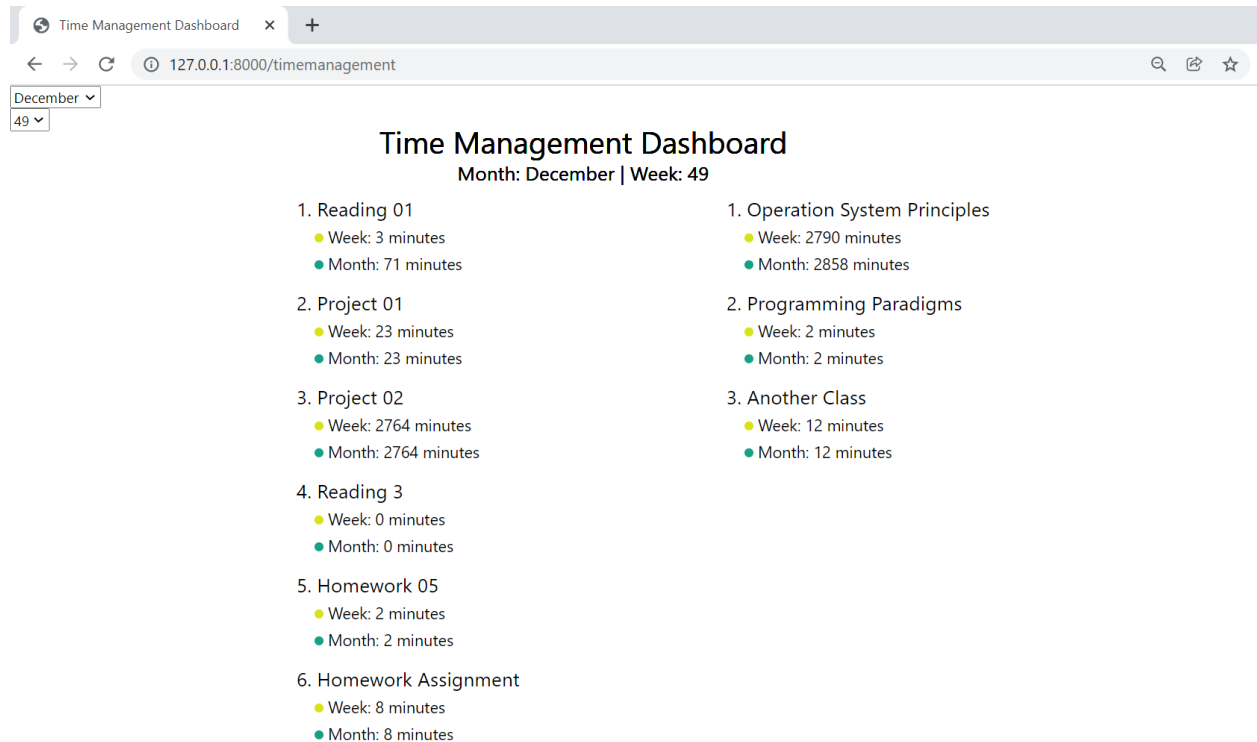 Time Management Dashboard
127.0.0.1:8000/timemanagement
December
49
Time Management Dashboard
Month: December | Week: 49
1. Reading 01
Week: 3 minutes
Month: 71 minutes
2. Project 01
Week: 23 minutes
Month: 23 minutes
3. Project 02
Week: 2764 minutes
Month: 2764 minutes
4. Reading 3
Week: 0 minutes
Month: 0 minutes
5. Homework 05
Week: 2 minutes
Month: 2 minutes
6. Homework Assignment
Week: 8 minutes
Month: 8 minutes
1. Operation System Principles
Week: 2790 minutes
Month: 2858 minutes
2. Programming Paradigms
Week: 2 minutes
Month: 2 minutes
3. Another Class
Week: 12 minutes
Month: 12 minutes